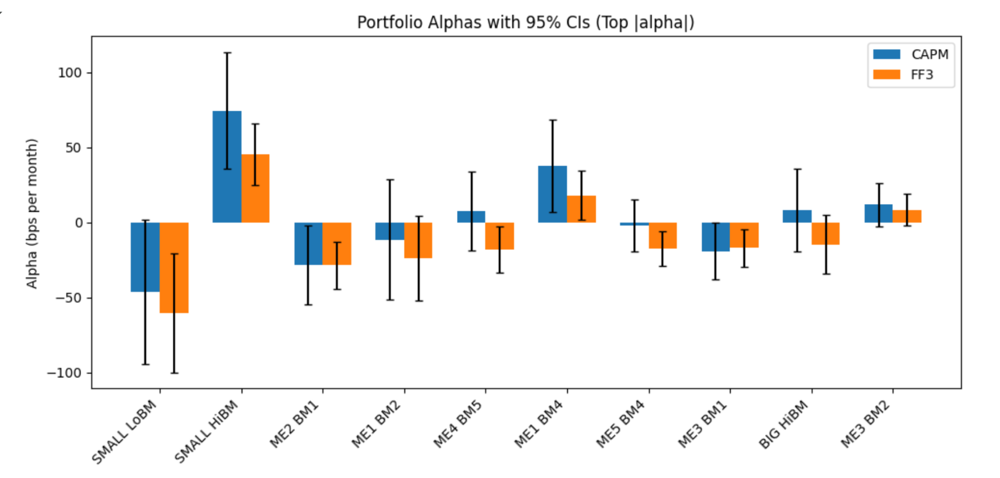 Portfolio Alphas with 95% CIs (Top |alpha|)
CAPM
FF3
Alpha (bps per month)
100
50
0
−50
−100
SMALL LoBM
SMALL HiBM
ME2 BM1
ME1 BM2
ME4 BM5
ME1 BM4
ME5 BM4
ME3 BM1
BIG HiBM
ME3 BM2